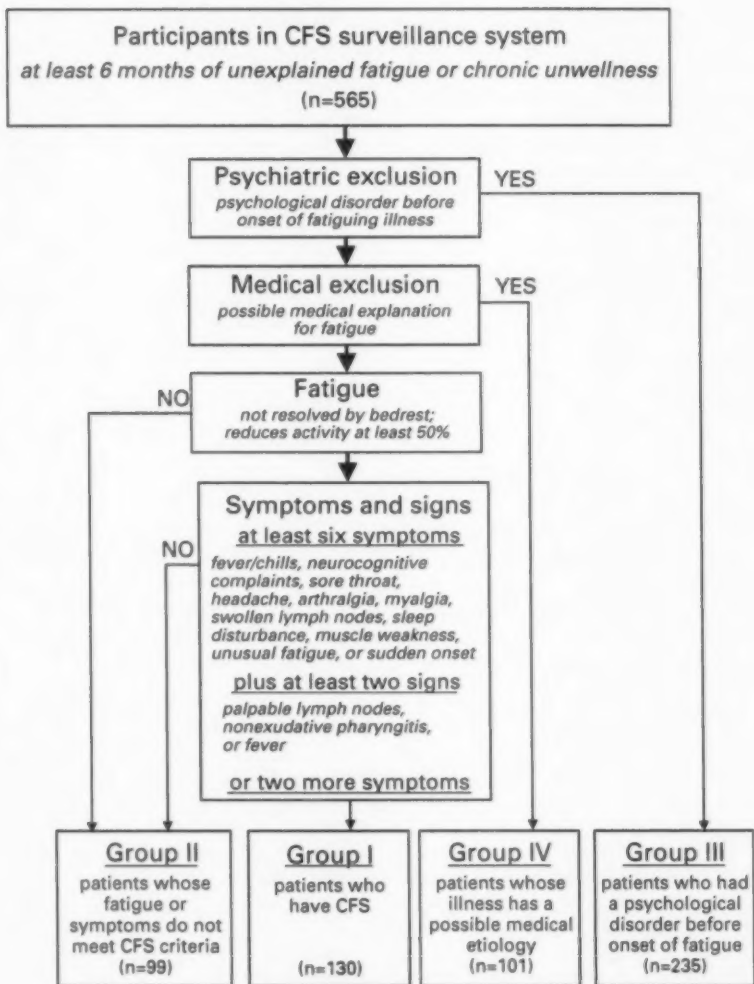 Participants in CFS surveillance system
at least 6 months of unexplained fatigue or chronic unwellness
(n=565)
Psychiatric exclusion
psychological disorder before
onset of fatiguing illness
YES
Medical exclusion
possible medical explanation
for fatigue
YES
Fatigue
not resolved by bedrest;
reduces activity at least 50%
NO
Symptoms and signs
at least six symptoms
fever/chills, neurocognitive
complaints, sore throat,
headache, arthralgia, myalgia,
swollen lymph nodes, sleep
disturbance, muscle weakness,
unusual fatigue, or sudden onset
plus at least two signs
palpable lymph nodes,
nonexudative pharyngitis,
or fever
or two more symptoms
NO
Group II
patients whose
fatigue or
symptoms do not
meet CFS criteria
(n=99)
Group I
patients who
have CFS
(n=130)
Group IV
patients whose
illness has a
possible medical
etiology
(n=101)
Group III
patients who had
a psychological
disorder before
onset of fatigue
(n=235)